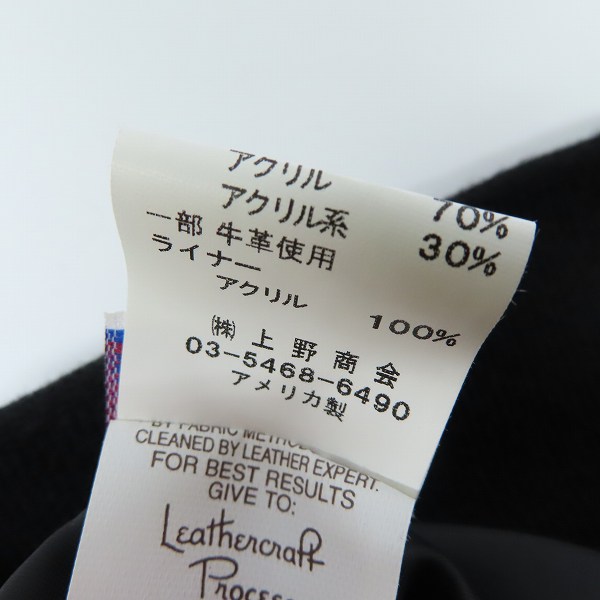 アクリル 70%
アクリル系 30%
一部 牛革使用
ライナー
アクリル 100%
㈱ 上野商会
03-5468-6490
アメリカ製
BY FABRIC
CLEANED BY LEATHER EXPERT.
FOR BEST RESULTS
GIVE TO:
Leathercraft